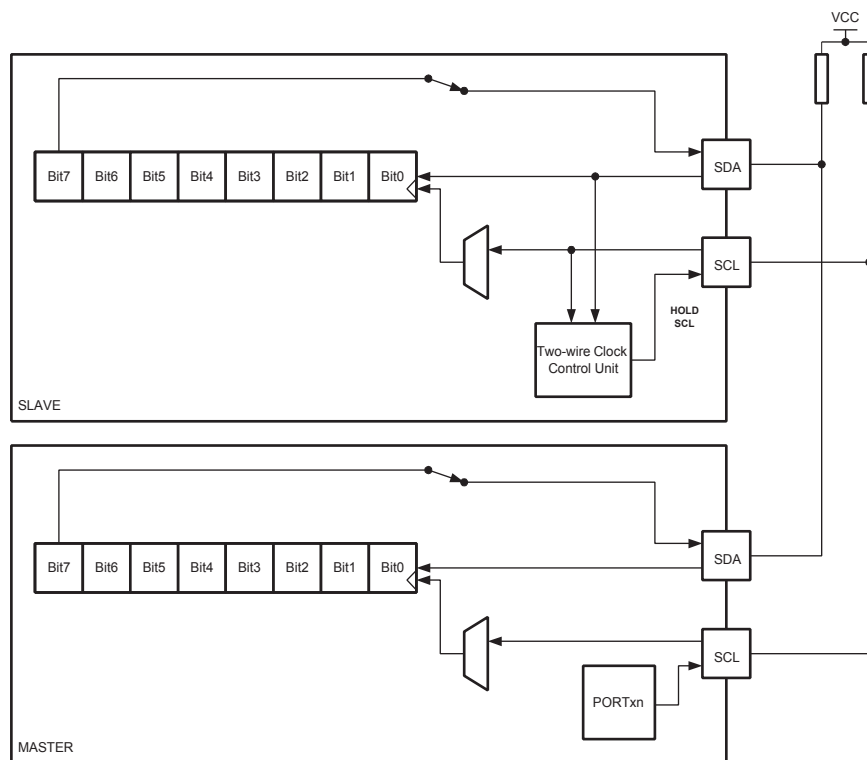 VCC
Bit7 Bit6 Bit5 Bit4 Bit3 Bit2 Bit1 Bit0
SDA
SCL
HOLD
SCL
Two-wire Clock
Control Unit
SLAVE
Bit7 Bit6 Bit5 Bit4 Bit3 Bit2 Bit1 Bit0
SDA
SCL
PORTxn
MASTER